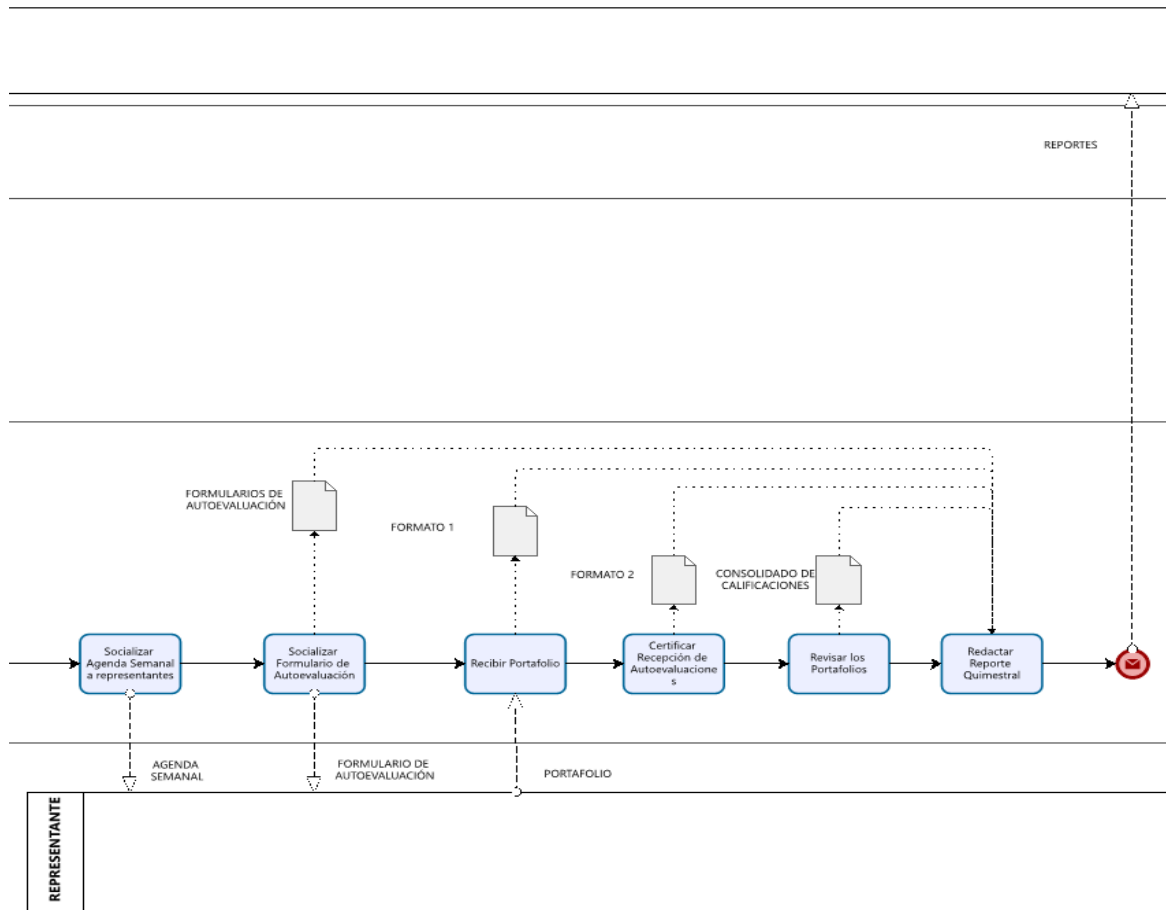 REPORTES
FORMULARIOS DE
AUTOEVALUACIÓN
FORMATO 1
FORMATO 2
CONSOLIDADO DE
CALIFICACIONES
Socializar
Agenda Semanal
a representantes
Socializar
Formulario de
Autoevaluación
Recibir Portafolio
Certificar
Recepción de
Autoevaluacione
s
Revisar los
Portafolios
Redactar
Reporte
Quimestral
AGENDA
SEMANAL
FORMULARIO DE
AUTOEVALUACIÓN
PORTAFOLIO
REPRESENTANTE